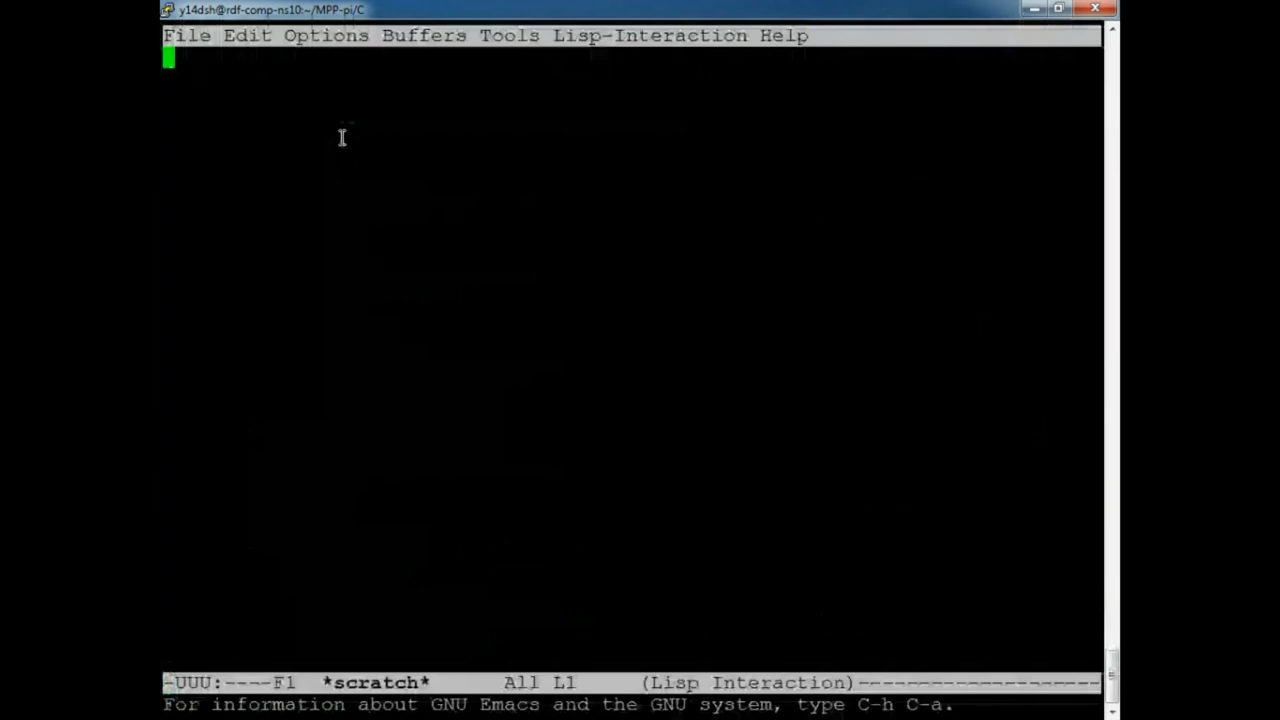 y14dsh@rdf-comp-ns10:~/MPP-pi/C
File Edit Options Buffers Tools Lisp-Interaction Help
-UUU:----F1  *scratch*      All L1     (Lisp Interaction)--------------------
For information about GNU Emacs and the GNU system, type C-h C-a.